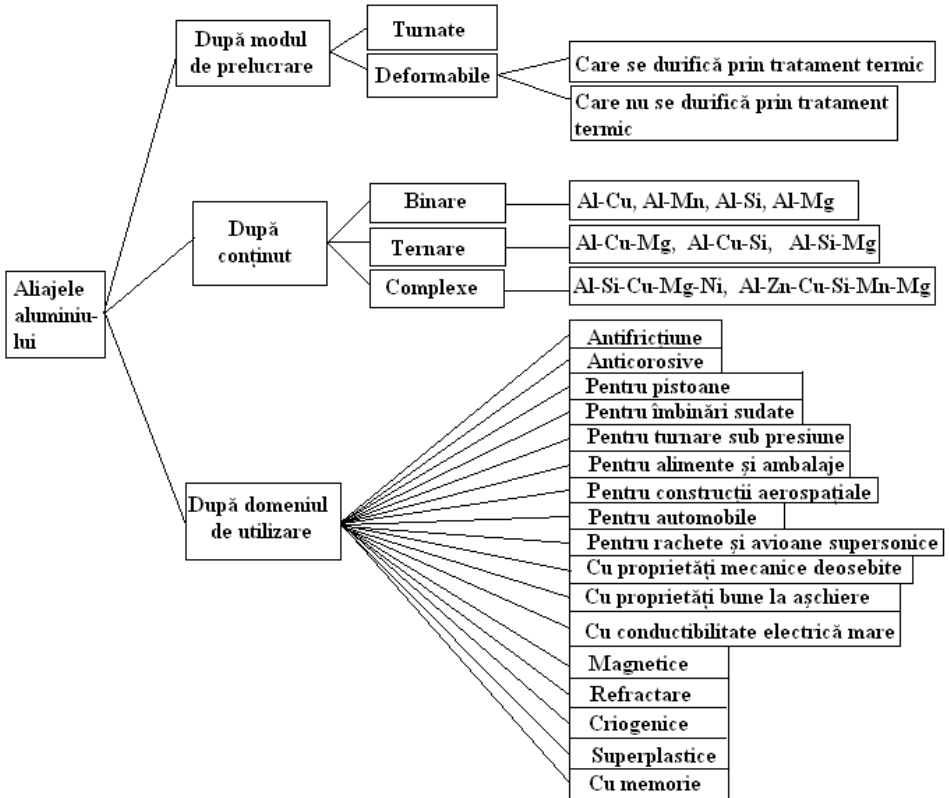 Aliajele
aluminiu-
lui
După modul
de prelucrare
Turnate
Deformabile
Care se durifică prin tratament termic
Care nu se durifică prin tratament
termic
După
conținut
Binare
Al-Cu, Al-Mn, Al-Si, Al-Mg
Ternare
Al-Cu-Mg, Al-Cu-Si, Al-Si-Mg
Complexe
Al-Si-Cu-Mg-Ni, Al-Zn-Cu-Si-Mn-Mg
După domeniul
de utilizare
Antifricțiune
Anticorosive
Pentru pistoane
Pentru îmbinări sudate
Pentru turnare sub presiune
Pentru alimente și ambalaje
Pentru construcții aerospațiale
Pentru automobile
Pentru rachete și avioane supersonice
Cu proprietăți mecanice deosebite
Cu proprietăți bune la așchiere
Cu conductibilitate electrică mare
Magnetice
Refractare
Criogenice
Superplastice
Cu memorie